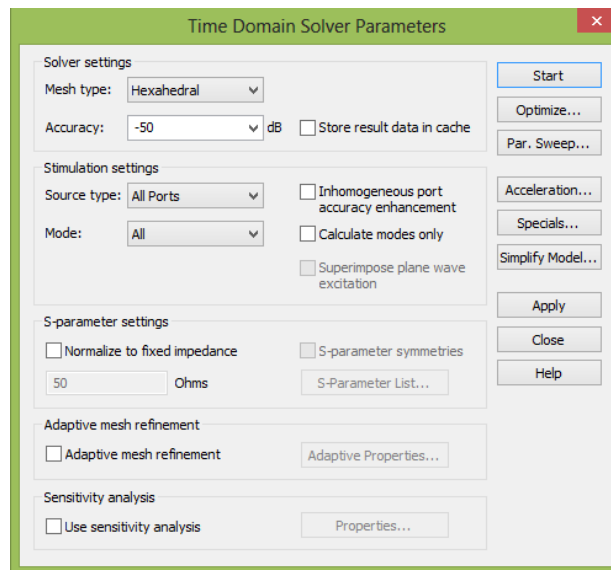 Time Domain Solver Parameters
Solver settings
Mesh type: Hexahedral
Accuracy: -50 dB Store result data in cache
Stimulation settings
Source type: All Ports
Inhomogeneous port
accuracy enhancement
Mode: All
Calculate modes only
Superimpose plane wave
excitation
S-parameter settings
Normalize to fixed impedance
S-parameter symmetries
50 Ohms
S-Parameter List...
Adaptive mesh refinement
Adaptive mesh refinement
Adaptive Properties...
Sensitivity analysis
Use sensitivity analysis
Properties...
Start
Optimize...
Par. Sweep...
Acceleration...
Specials...
Simplify Model...
Apply
Close
Help